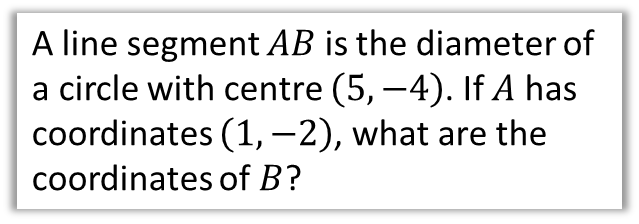 A line segment AB is the diameter of
a circle with centre (5, −4). If A has
coordinates (1, −2), what are the
coordinates of B?